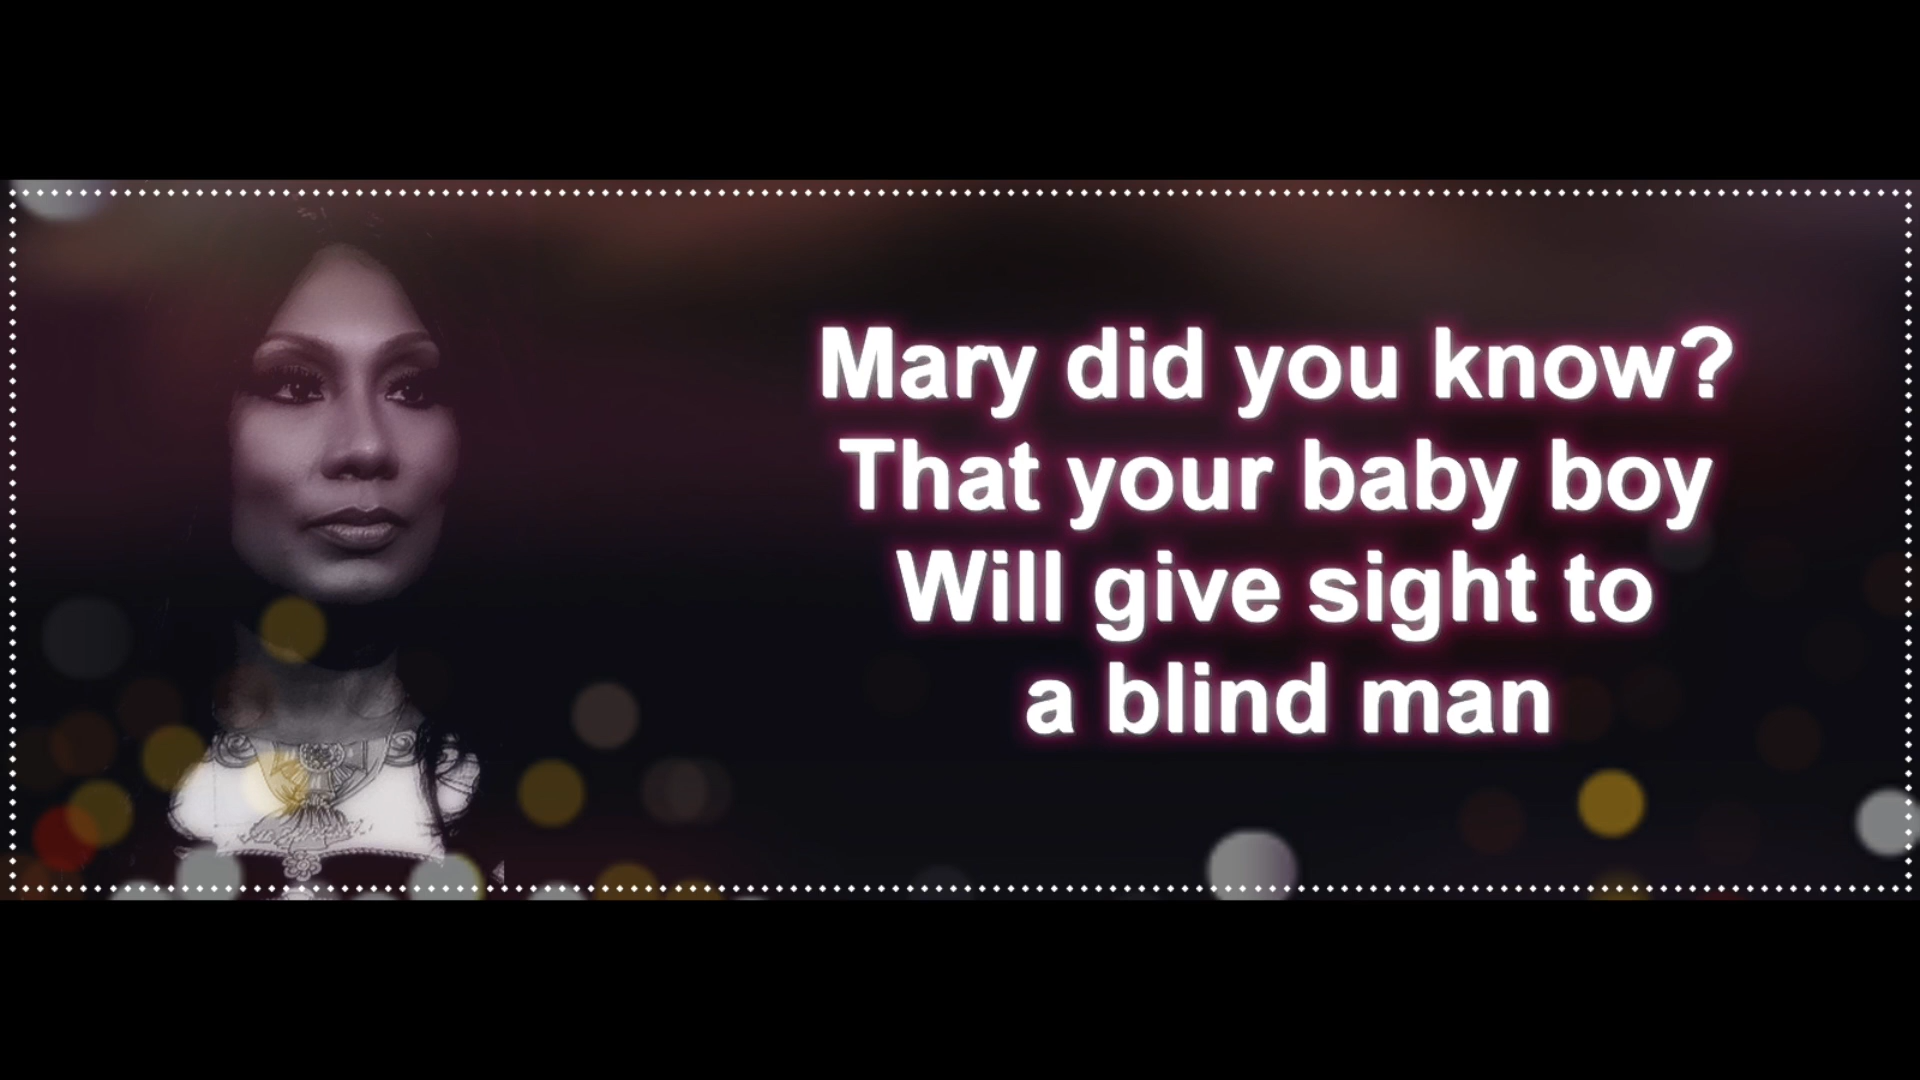 Mary did you know?
That your baby boy
Will give sight to
a blind man